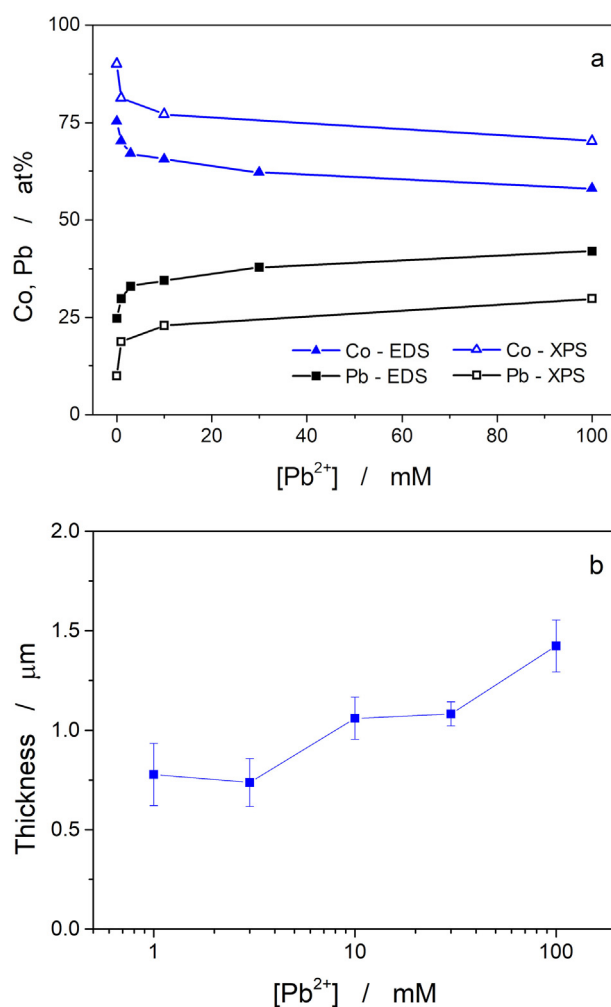 100
a
75
50
25
0
Co, Pb / at%
Co - EDS
Co - XPS
Pb - EDS
Pb - XPS
0 20 40 60 80 100
[Pb²⁺] / mM
2.0
b
1.5
1.0
0.5
0.0
Thickness / μm
1 10 100
[Pb²⁺] / mM